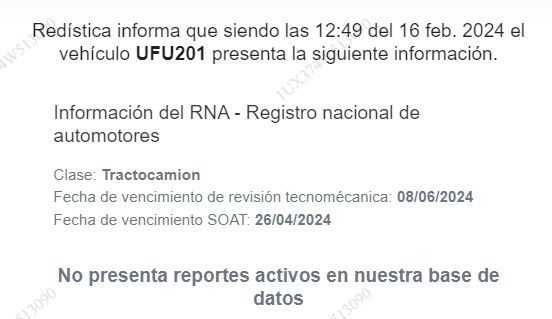 Redística informa que siendo las 12:49 del 16 feb. 2024 el
vehículo UFU201 presenta la siguiente información.
Información del RNA - Registro nacional de
automotores
Clase: Tractocamion
Fecha de vencimiento de revisión tecnomécanica: 08/06/2024
Fecha de vencimiento SOAT: 26/04/2024
No presenta reportes activos en nuestra base de
datos